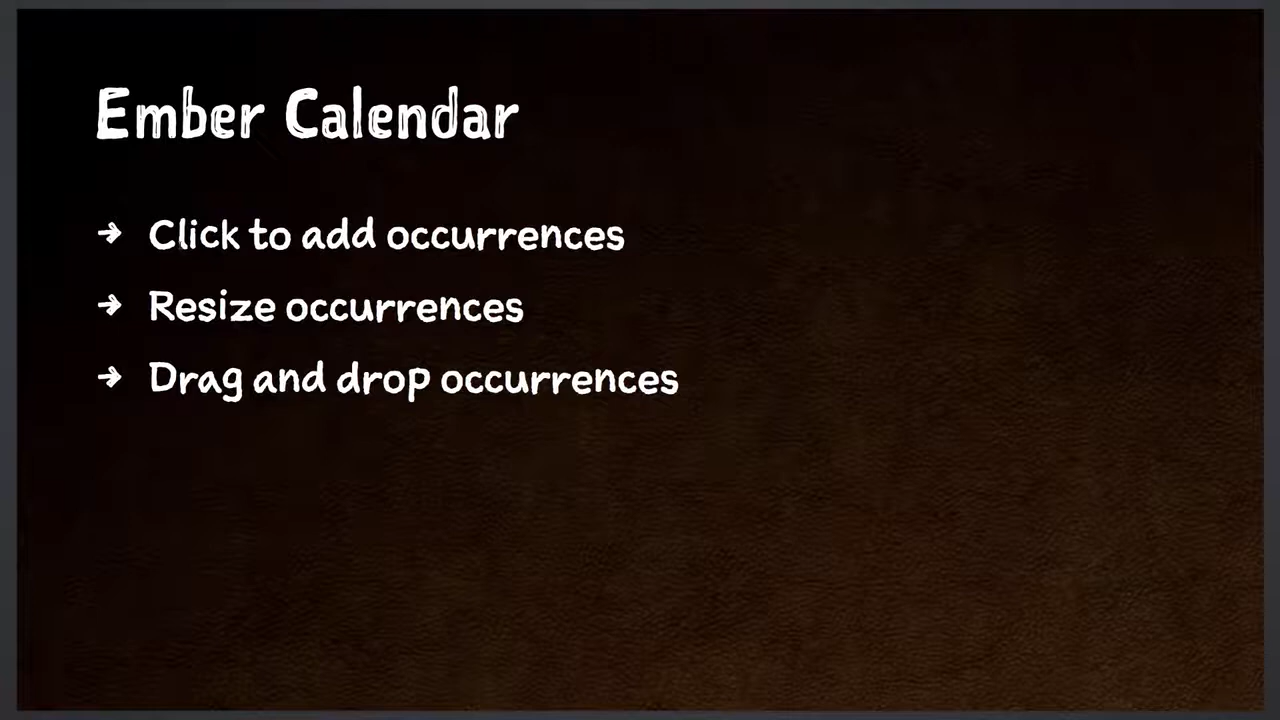 Ember Calendar
→ Click to add occurrences
→ Resize occurrences
→ Drag and drop occurrences